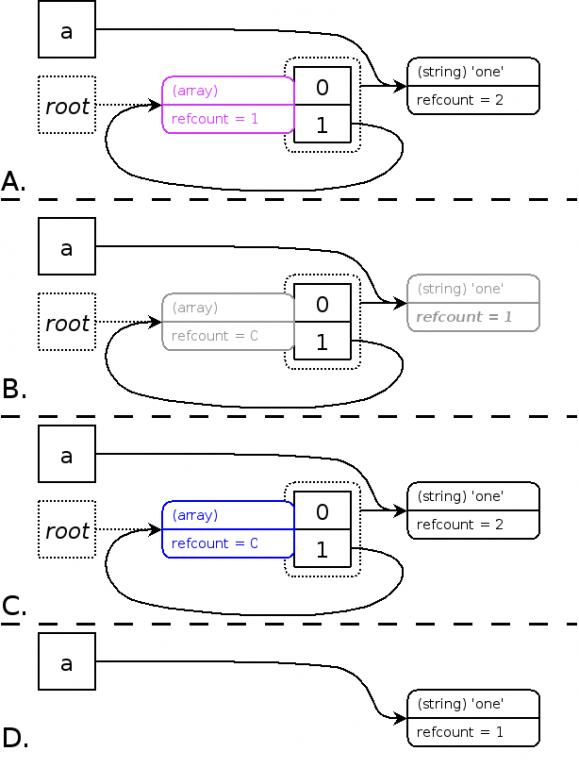 a
(string) 'one'
0
root
(array)
refcount = 2
refcount = 1
1
A.
a
(string) 'one'
0
root
(array)
refcount = 1
refcount = 0
1
B.
a
(string) 'one'
0
root
(array)
refcount = 2
refcount = 0
1
C.
a
(string) 'one'
refcount = 1
D.